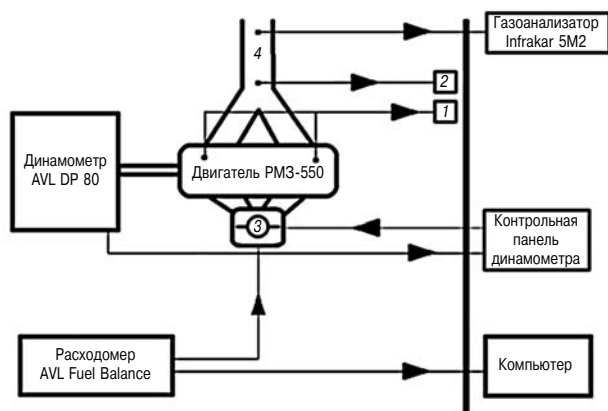 Газоанализатор
Infrakar 5M2
4
2
1
Динамометр
AVL DP 80
Двигатель РМЗ-550
3
Контрольная
панель
динамометра
Расходомер
AVL Fuel Balance
Компьютер